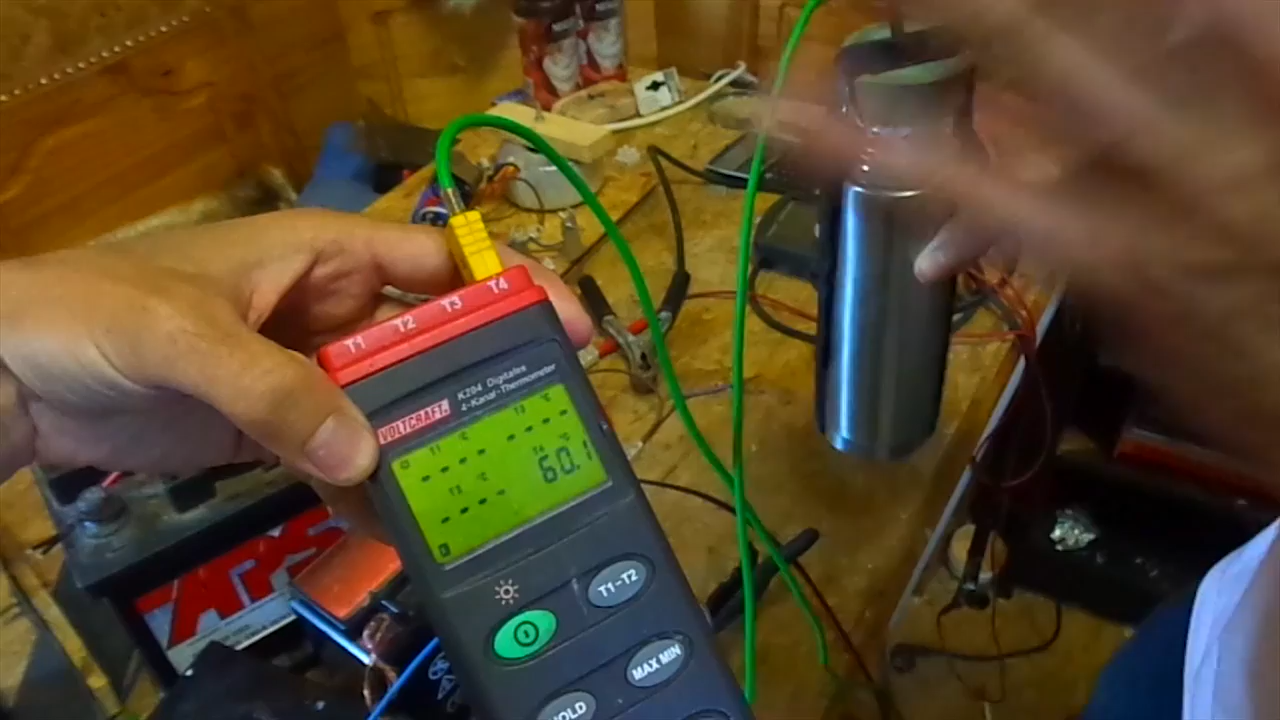 T1 T2 T3 T4
VOLTCRAFT.
K204 Digitales
4-Kanal-Thermometer
T1 °C
T2 °C
T3 °C
T4 °C
60.1
T1-T2
MAX MIN
HOLD